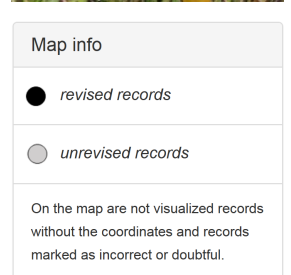 Map info
revised records
unrevised records
On the map are not visualized records
without the coordinates and records
marked as incorrect or doubtful.